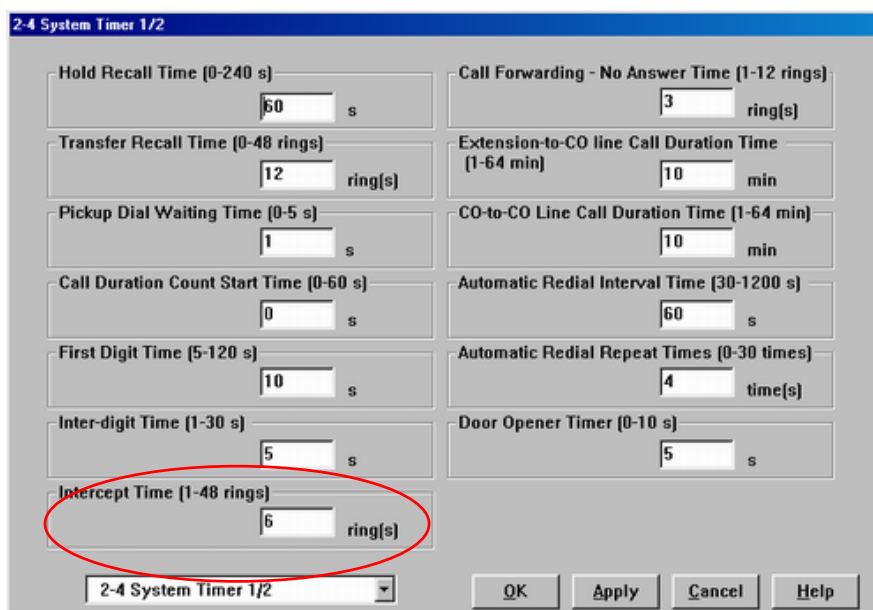 2-4 System Timer 1/2
Hold Recall Time (0-240 s)
60 s
Transfer Recall Time (0-48 rings)
12 ring(s)
Pickup Dial Waiting Time (0-5 s)
1 s
Call Duration Count Start Time (0-60 s)
0 s
First Digit Time (5-120 s)
10 s
Inter-digit Time (1-30 s)
5 s
Intercept Time (1-48 rings)
6 ring(s)
Call Forwarding - No Answer Time (1-12 rings)
3 ring(s)
Extension-to-CO line Call Duration Time
(1-64 min)
10 min
CO-to-CO Line Call Duration Time (1-64 min)
10 min
Automatic Redial Interval Time (30-1200 s)
60 s
Automatic Redial Repeat Times (0-30 times)
4 time(s)
Door Opener Timer (0-10 s)
5 s
2-4 System Timer 1/2
OK Apply Cancel Help